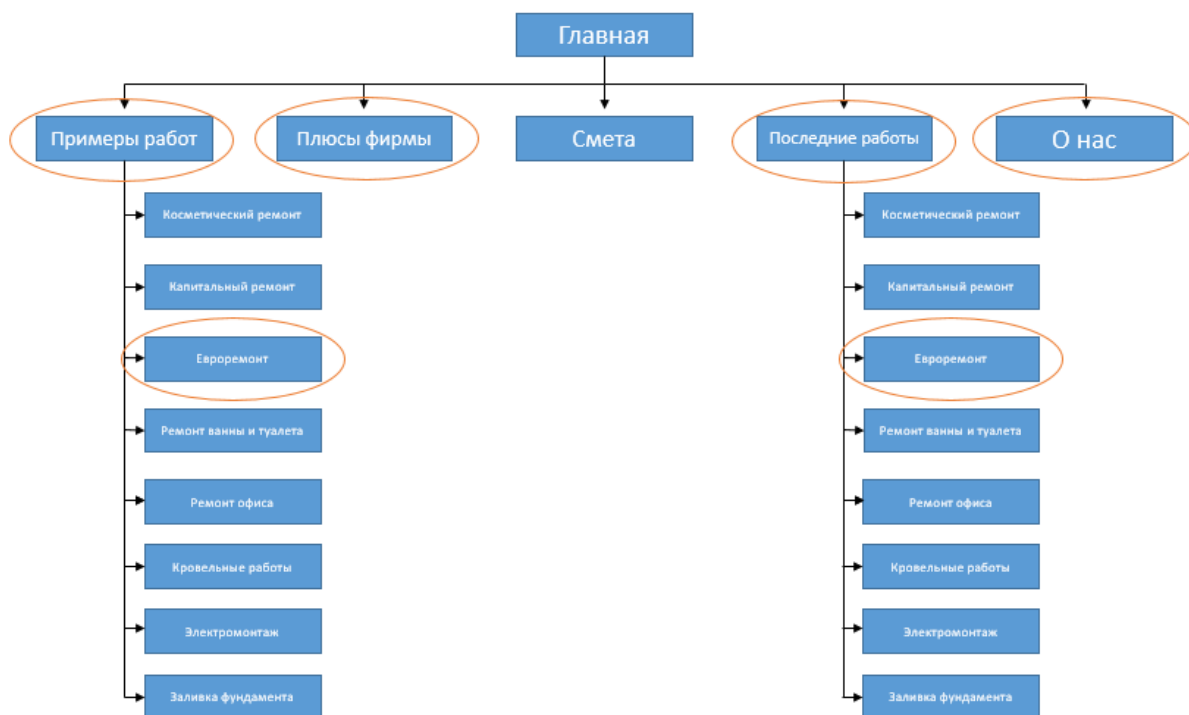 Главная
Примеры работ
Плюсы фирмы
Смета
Последние работы
О нас
Косметический ремонт
Капитальный ремонт
Евроремонт
Ремонт ванны и туалета
Ремонт офиса
Кровельные работы
Электромонтаж
Заливка фундамента
Косметический ремонт
Капитальный ремонт
Евроремонт
Ремонт ванны и туалета
Ремонт офиса
Кровельные работы
Электромонтаж
Заливка фундамента